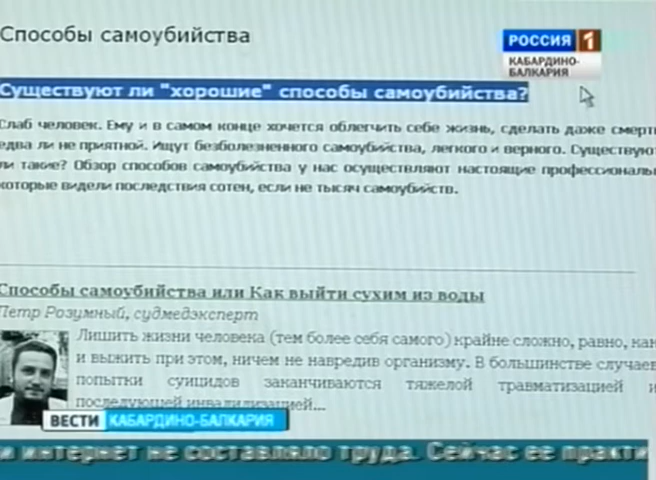 Способы самоубийства
РОССИЯ 1
КАБАРДИНО-
БАЛКАРИЯ
Существуют ли "хорошие" способы самоубийства?
Слаб человек. Ему и в самом конце хочется облегчить себе жизнь, сделать даже смерть
едва ли не приятной. Ищут безболезненного самоубийства, легкого и верного. Существуют
ли такие? Обзор способов самоубийства у нас осуществляют настоящие профессионалы
которые видели последствия сотен, если не тысяч самоубийств.
Способы самоубийства или Как выйти сухим из воды
Петр Розумный, судмедэксперт
Лишить жизни человека (тем более себя самого) крайне сложно, равно, как
и выжить при этом, ничем не навредив организму. В большинстве случаев
попытки суицидов заканчиваются тяжелой травматизацией и
последующей инвалидизацией...
ВЕСТИ КАБАРДИНО-БАЛКАРИЯ
и интернет не составляло труда. Сейчас ее практи